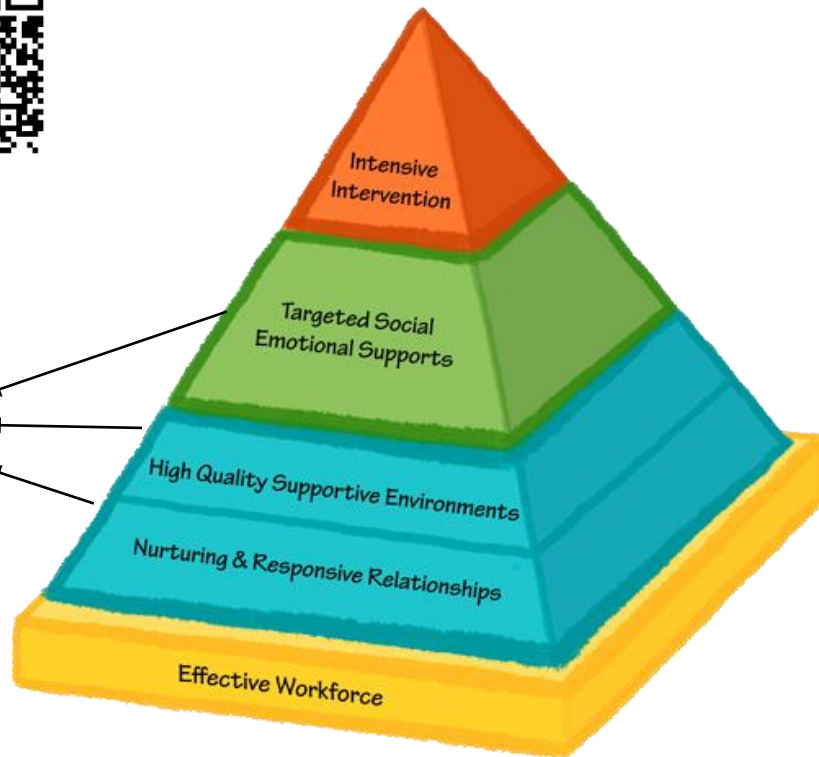 Intensive
Intervention
Targeted Social
Emotional Supports
High Quality Supportive Environments
Nurturing & Responsive Relationships
Effective Workforce